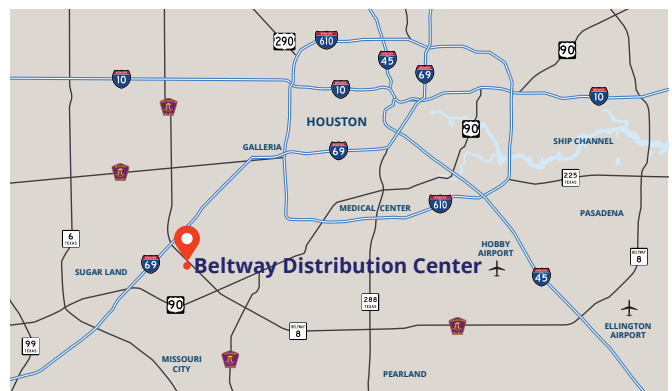 290
610
45
69
90
10
10
10
HOUSTON
90
GALLERIA
69
SHIP CHANNEL
225
TEXAS
MEDICAL CENTER
610
PASADENA
6
TEXAS
HOBBY
AIRPORT
BELTWAY
8
SUGAR LAND
69
Beltway Distribution Center
45
90
288
TEXAS
BELTWAY
8
ELLINGTON
AIRPORT
99
TEXAS
MISSOURI
CITY
PEARLAND